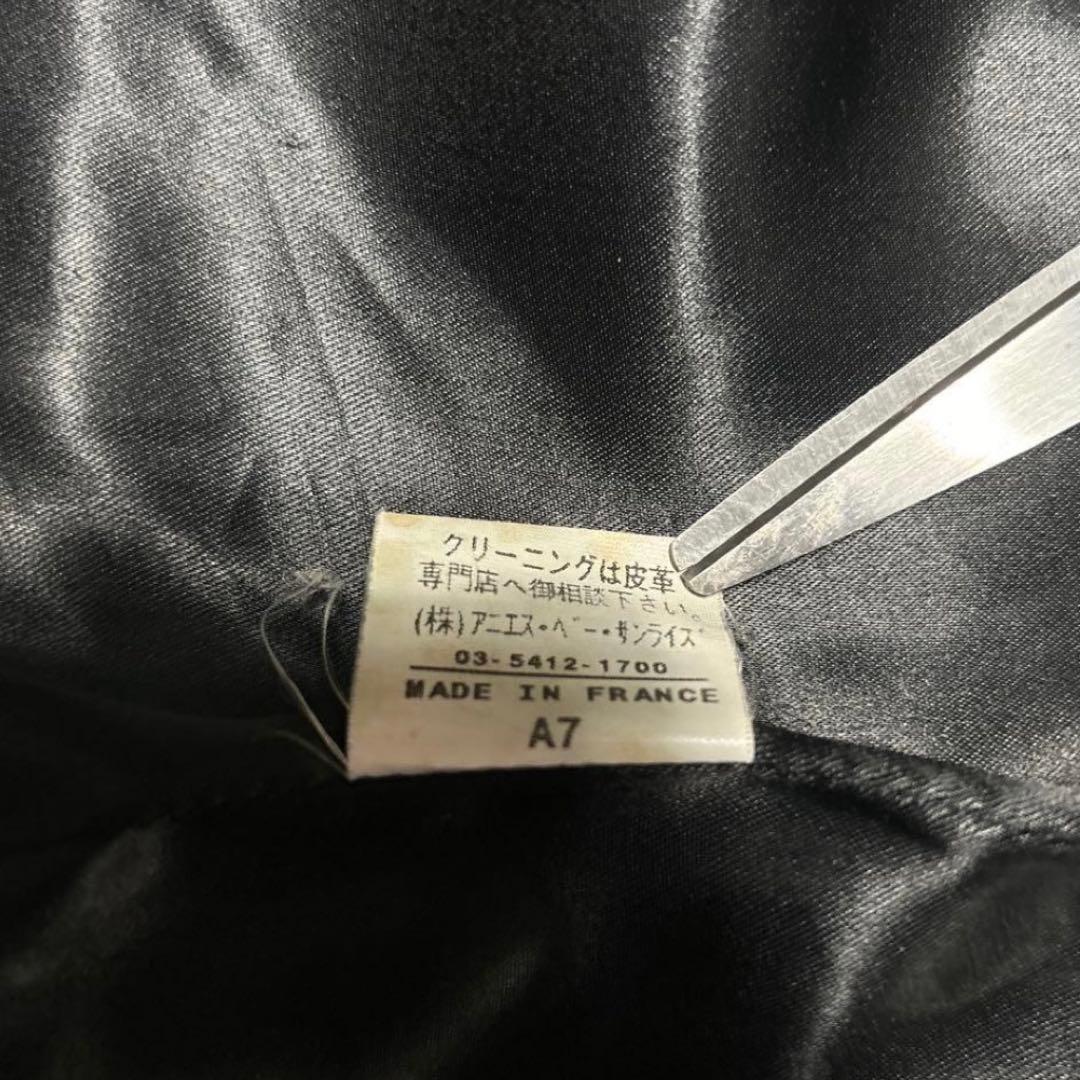 クリーニングは皮革
専門店へ御相談下さい。
(株)アニエス・ベー・サンライズ
03-5412-1700
MADE IN FRANCE
A7